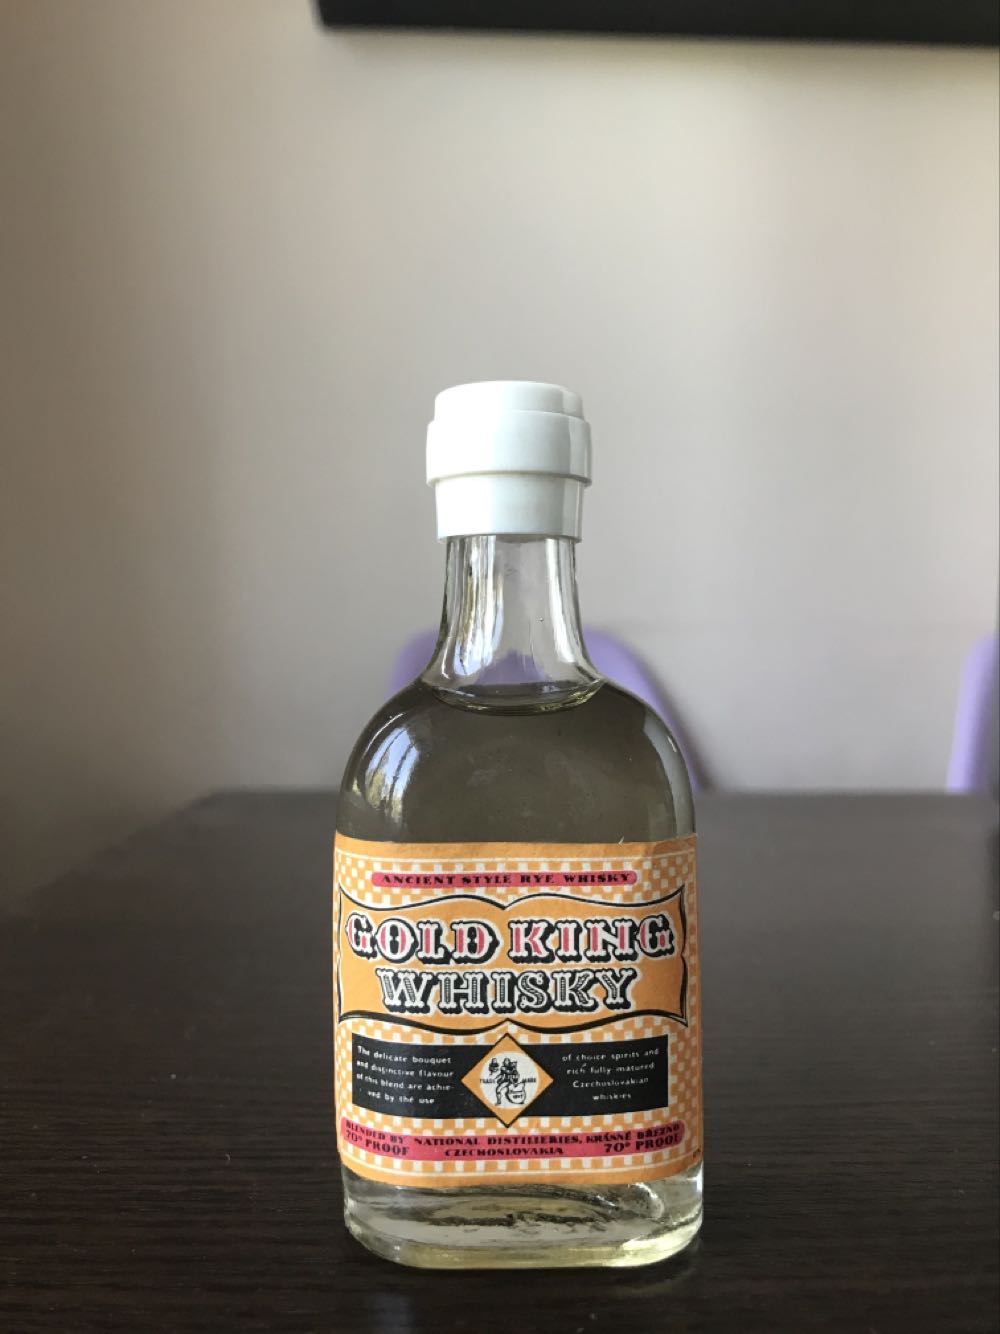 ANCIENT STYLE RYE WHISKY
GOLD KING
WHISKY
The delicate bouquet
and distinctive flavour
of this blend are achie-
ved by the use
of choice spirits and
rich fully matured
Czechoslovakian
whiskies
TRADE MARK
BLENDED BY NATIONAL DISTILLERIES, KRÁSNÉ BŘEZNO
70° PROOF CZECHOSLOVAKIA 70° PROOF